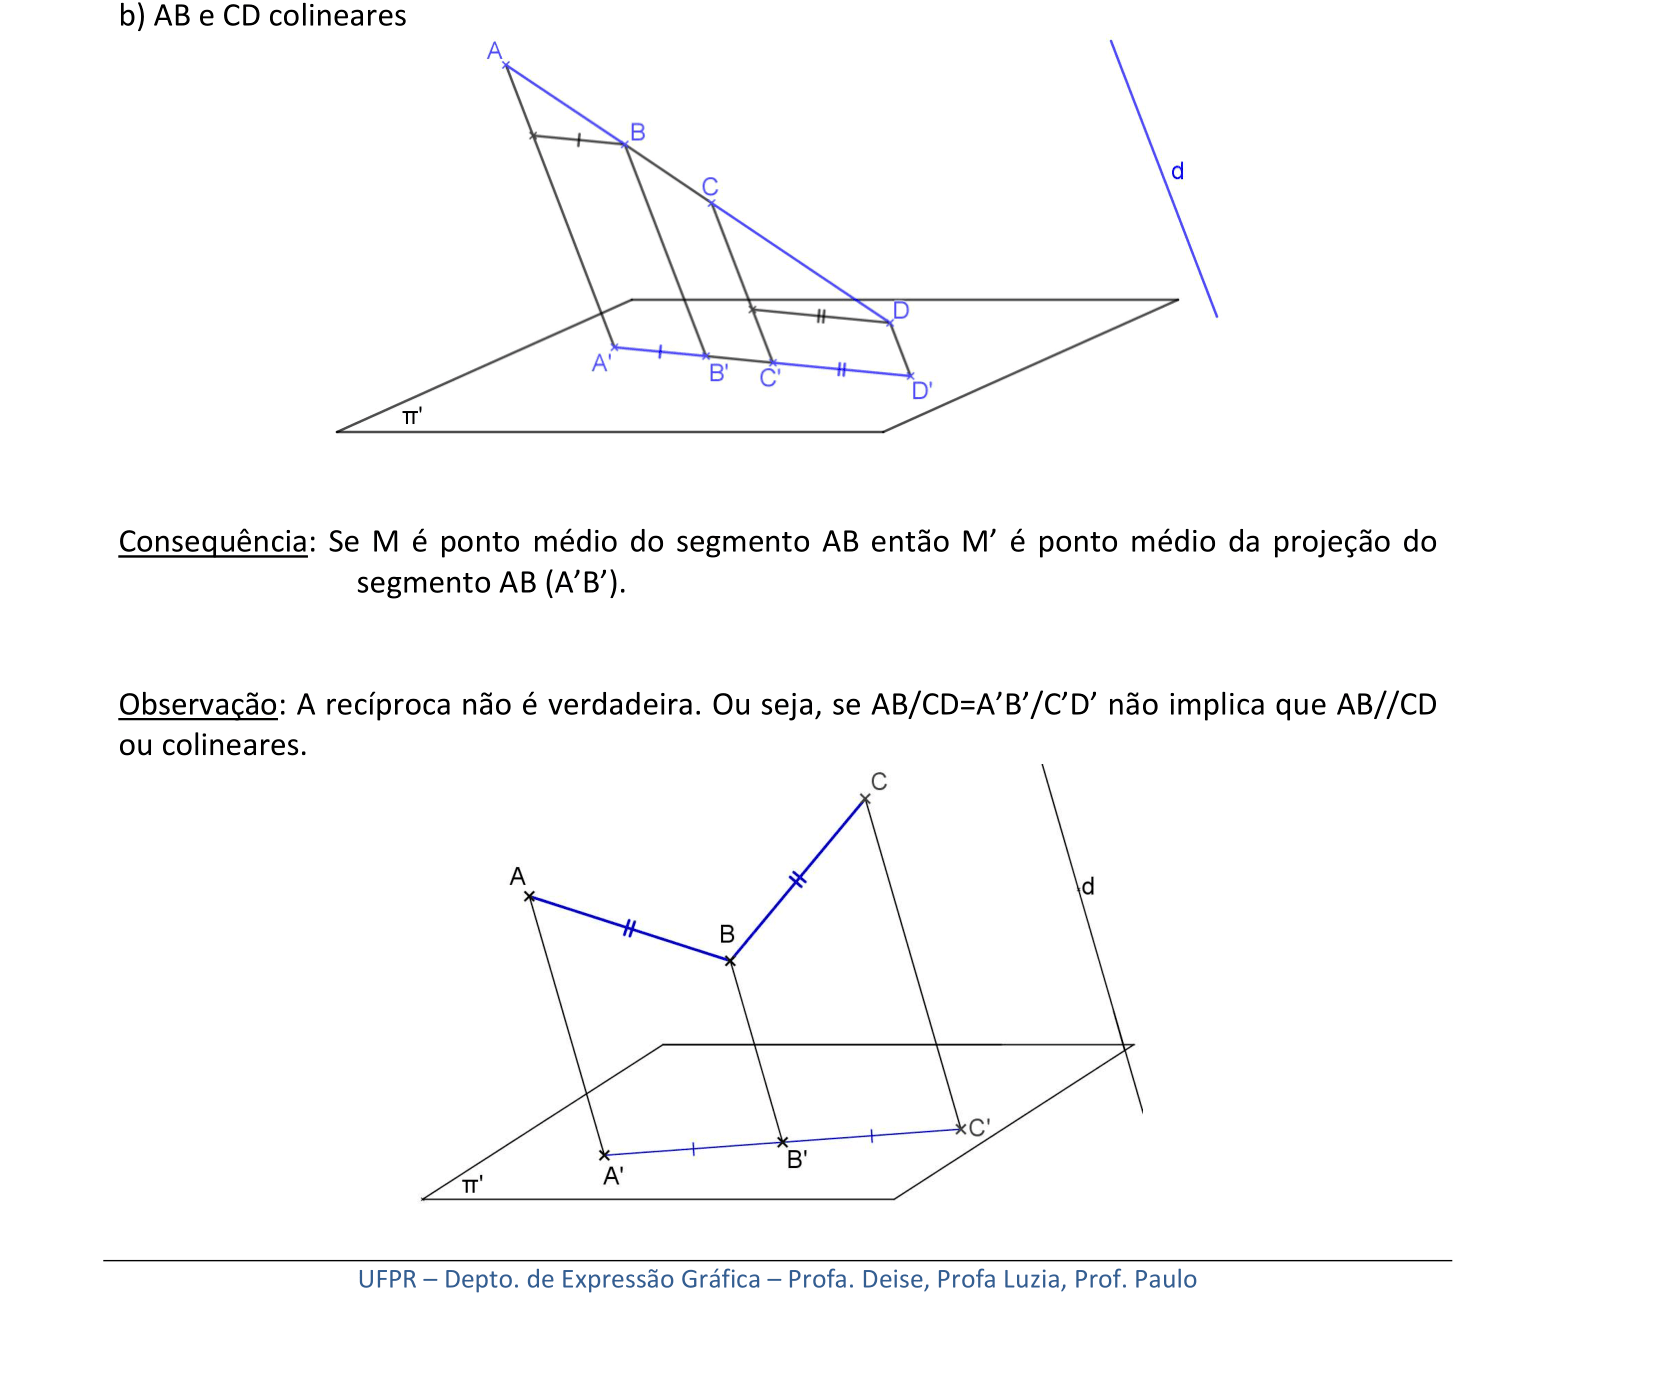 b) AB e CD colineares
A
B
d
C
D
A'
B'
C'
D'
π'
Consequência: Se M é ponto médio do segmento AB então M’ é ponto médio da projeção do
segmento AB (A’B’).
Observação: A recíproca não é verdadeira. Ou seja, se AB/CD=A’B’/C’D’ não implica que AB//CD
ou colineares.
C
A
d
B
C'
B'
A'
π'
UFPR – Depto. de Expressão Gráfica – Profa. Deise, Profa Luzia, Prof. Paulo